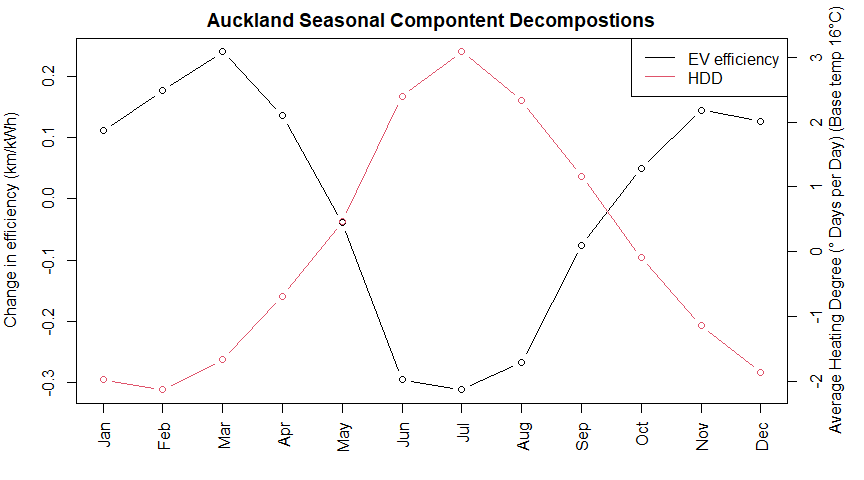 Auckland Seasonal Compontent Decompostions
EV efficiency
HDD
Change in efficiency (km/kWh)
0.2
0.1
0.0
-0.1
-0.2
-0.3
3
2
1
0
-1
-2
Average Heating Degree (° Days per Day) (Base temp 16°C)
Jan
Feb
Mar
Apr
May
Jun
Jul
Aug
Sep
Oct
Nov
Dec